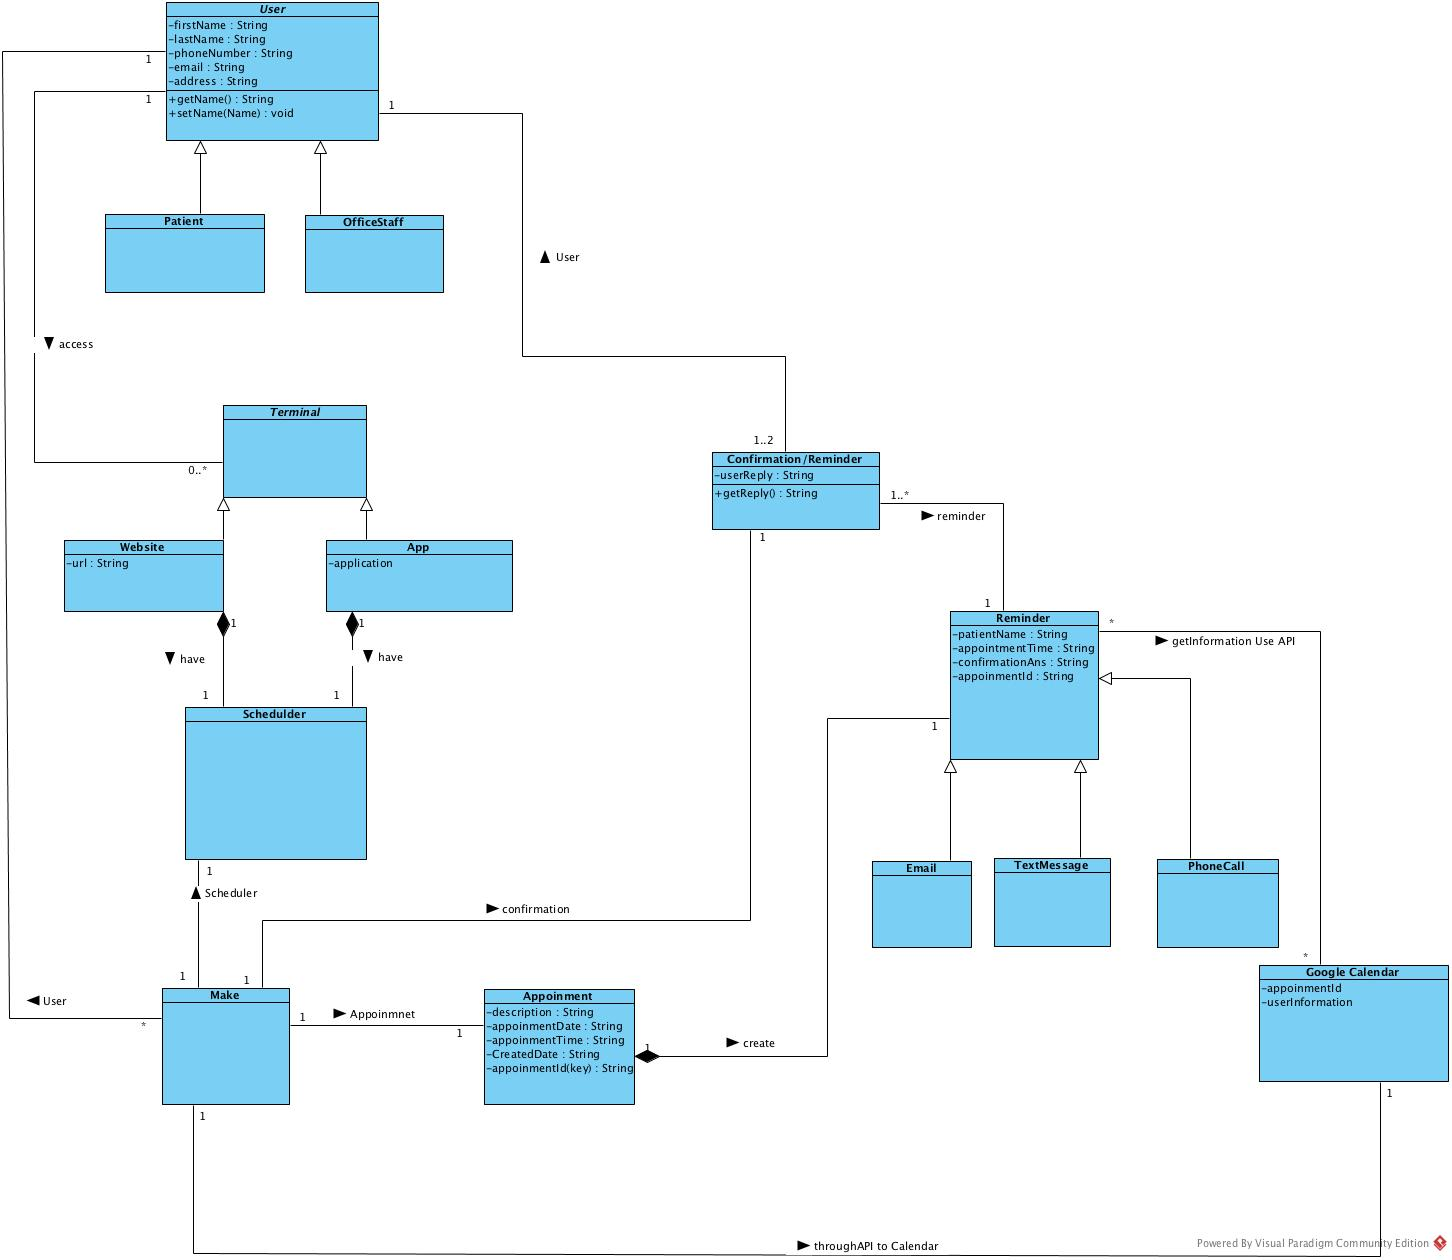 User
-firstName : String
-lastName : String
-phoneNumber : String
-email : String
-address : String
+getName() : String
+setName(Name) : void
1
1
1
Patient
OfficeStaff
User
access
Terminal
0..*
1..2
Confirmation/Reminder
-userReply : String
+getReply() : String
1..*
reminder
1
Website
-url : String
App
-application
1
1
have
have
1
1
1
Reminder
-patientName : String
-appointmentTime : String
-confirmationAns : String
-appoinmentId : String
*
getInformation Use API
1
Schedulder
1
Scheduler
Email
TextMessage
PhoneCall
confirmation
1
1
*
Google Calendar
-appoinmentId
-userInformation
User
*
Make
1
Appoinmnet
1
Appoinment
-description : String
-appoinmentDate : String
-appoinmentTime : String
-CreatedDate : String
-appoinmentId(key) : String
1
create
1
1
throughAPI to Calendar
Powered By Visual Paradigm Community Edition